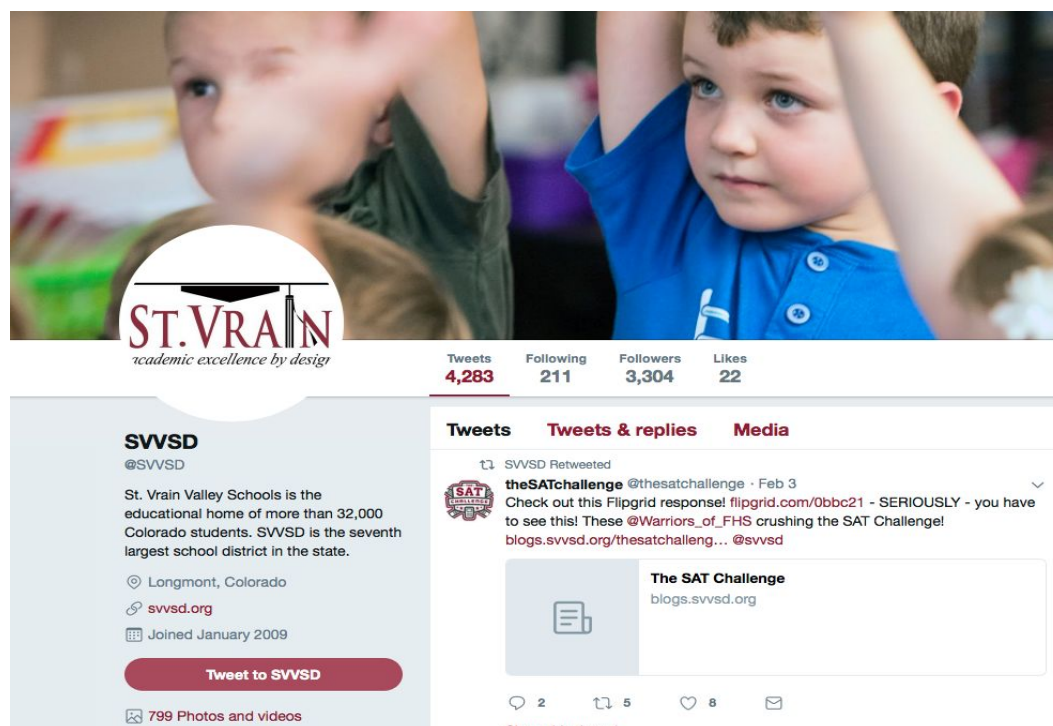 ST.VRAIN
academic excellence by design
Tweets Following Followers Likes
4,283 211 3,304 22
SVVSD
@SVVSD
St. Vrain Valley Schools is the
educational home of more than 32,000
Colorado students. SVVSD is the seventh
largest school district in the state.
Longmont, Colorado
svvsd.org
Joined January 2009
Tweet to SVVSD
799 Photos and videos
Tweets Tweets & replies Media
SVVSD Retweeted
SAT
CHALLENGE
theSATchallenge @thesatchallenge · Feb 3
Check out this Flipgrid response! flipgrid.com/0bbc21 - SERIOUSLY - you have
to see this! These @Warriors_of_FHS crushing the SAT Challenge!
blogs.svvsd.org/thesatchalleng… @svvsd
The SAT Challenge
blogs.svvsd.org
2 5 8